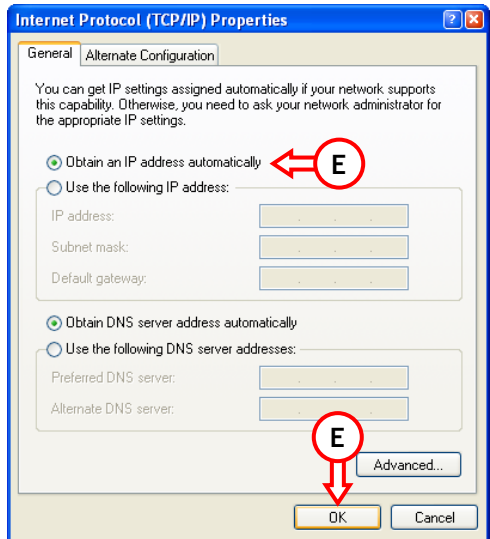 Internet Protocol (TCP/IP) Properties
General
Alternate Configuration
You can get IP settings assigned automatically if your network supports
this capability. Otherwise, you need to ask your network administrator for
the appropriate IP settings.
Obtain an IP address automatically
E
Use the following IP address:
IP address:
Subnet mask:
Default gateway:
Obtain DNS server address automatically
Use the following DNS server addresses:
Preferred DNS server:
Alternate DNS server:
E
Advanced...
OK
Cancel